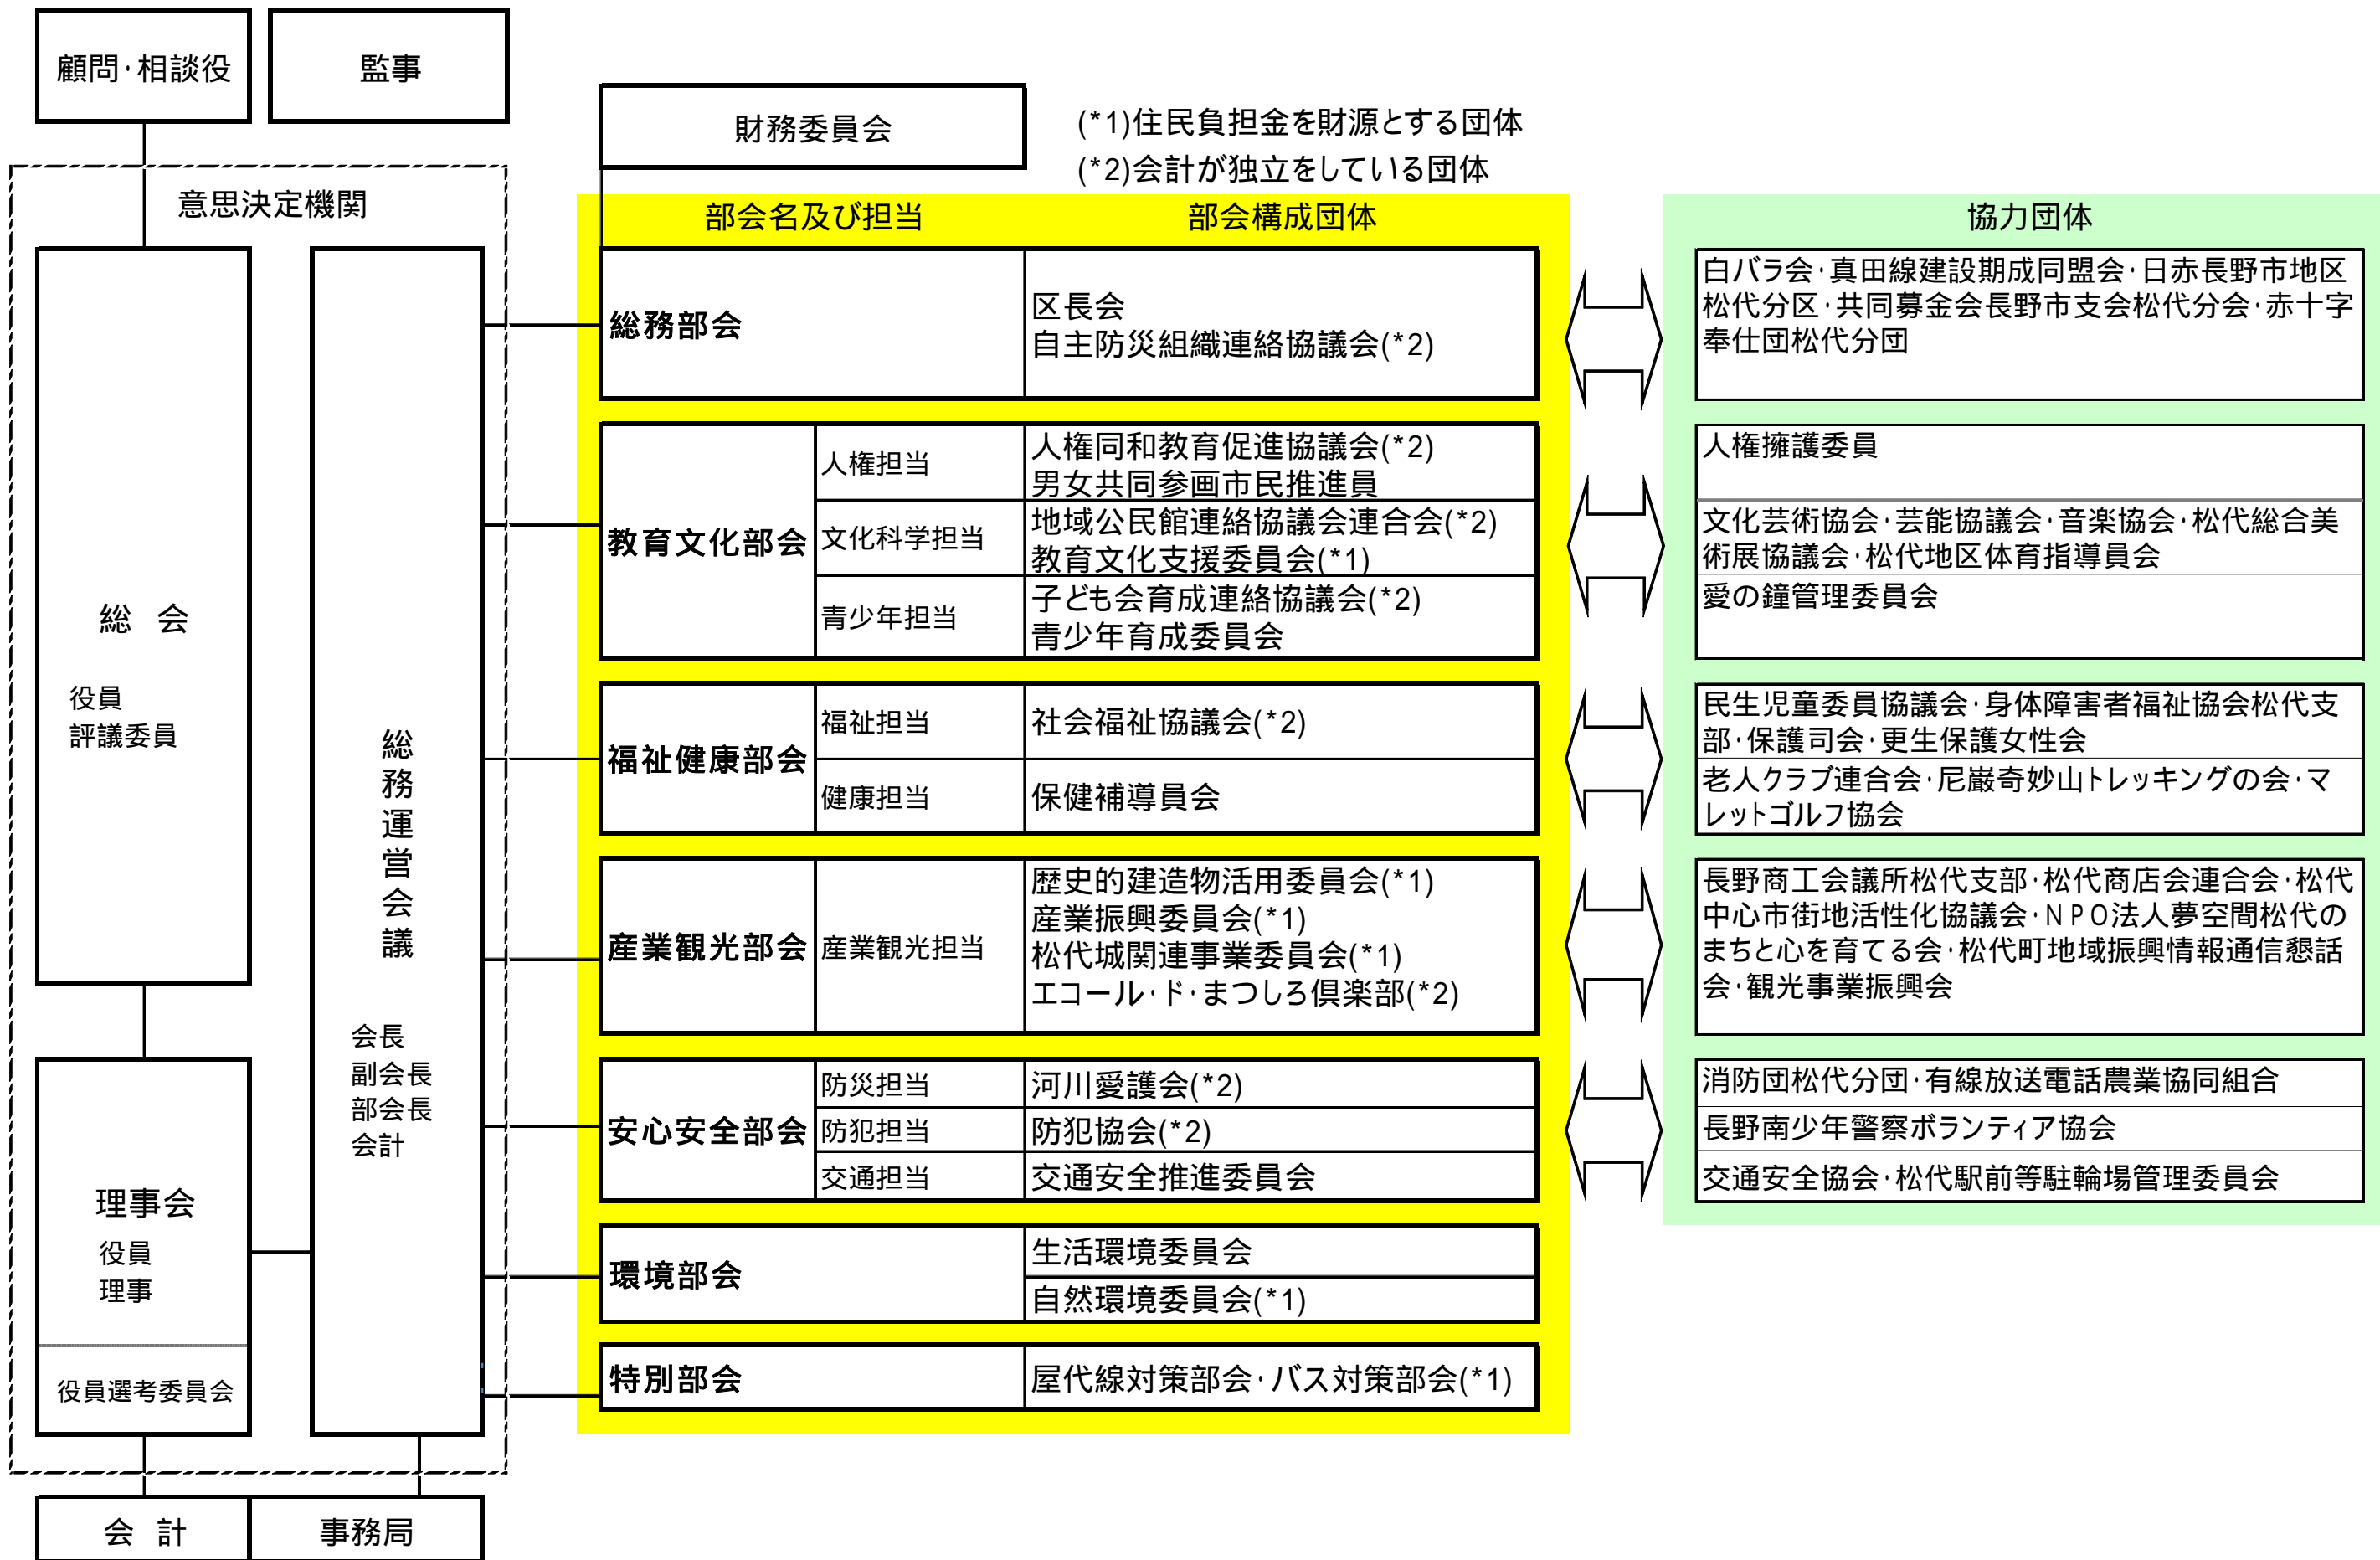 顧問・相談役
監事
財務委員会
(*1)住民負担金を財源とする団体
(*2)会計が独立をしている団体
意思決定機関
総 会
役員
評議委員
理事会
役員
理事
役員選考委員会
総務運営会議
会長
副会長
部会長
会計
会 計
事務局
部会名及び担当
部会構成団体
協力団体
総務部会
区長会
自主防災組織連絡協議会(*2)
白バラ会・真田線建設期成同盟会・日赤長野市地区
松代分区・共同募金会長野市支会松代分会・赤十字
奉仕団松代分団
教育文化部会
人権担当
人権同和教育促進協議会(*2)
男女共同参画市民推進員
人権擁護委員
文化科学担当
地域公民館連絡協議会連合会(*2)
教育文化支援委員会(*1)
文化芸術協会・芸能協議会・音楽協会・松代総合美
術展協議会・松代地区体育指導員会
青少年担当
子ども会育成連絡協議会(*2)
青少年育成委員会
愛の鐘管理委員会
福祉健康部会
福祉担当
社会福祉協議会(*2)
民生児童委員協議会・身体障害者福祉協会松代支
部・保護司会・更生保護女性会
健康担当
保健補導員会
老人クラブ連合会・尼巌奇妙山トレッキングの会・マ
レットゴルフ協会
産業観光部会
産業観光担当
歴史的建造物活用委員会(*1)
産業振興委員会(*1)
松代城関連事業委員会(*1)
エコール・ド・まつしろ倶楽部(*2)
長野商工会議所松代支部・松代商店会連合会・松代
中心市街地活性化協議会・NPO法人夢空間松代の
まちと心を育てる会・松代町地域振興情報通信懇話
会・観光事業振興会
安心安全部会
防災担当
河川愛護会(*2)
消防団松代分団・有線放送電話農業協同組合
防犯担当
防犯協会(*2)
長野南少年警察ボランティア協会
交通担当
交通安全推進委員会
交通安全協会・松代駅前等駐輪場管理委員会
環境部会
生活環境委員会
自然環境委員会(*1)
特別部会
屋代線対策部会・バス対策部会(*1)